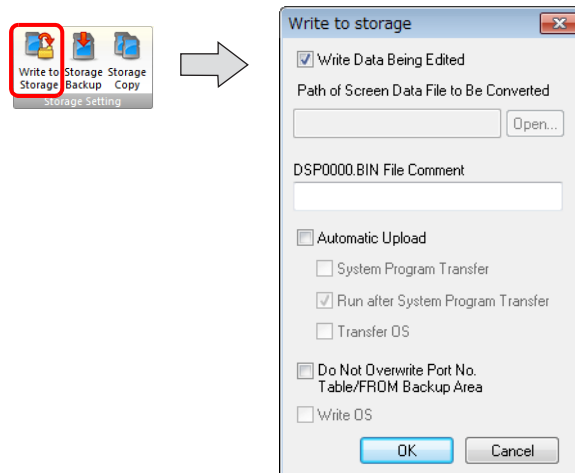 Write to Storage Storage
Storage Backup Copy
Storage Setting
Write to storage
Write Data Being Edited
Path of Screen Data File to Be Converted
Open...
DSP0000.BIN File Comment
Automatic Upload
System Program Transfer
Run after System Program Transfer
Transfer OS
Do Not Overwrite Port No.
Table/FROM Backup Area
Write OS
OK Cancel